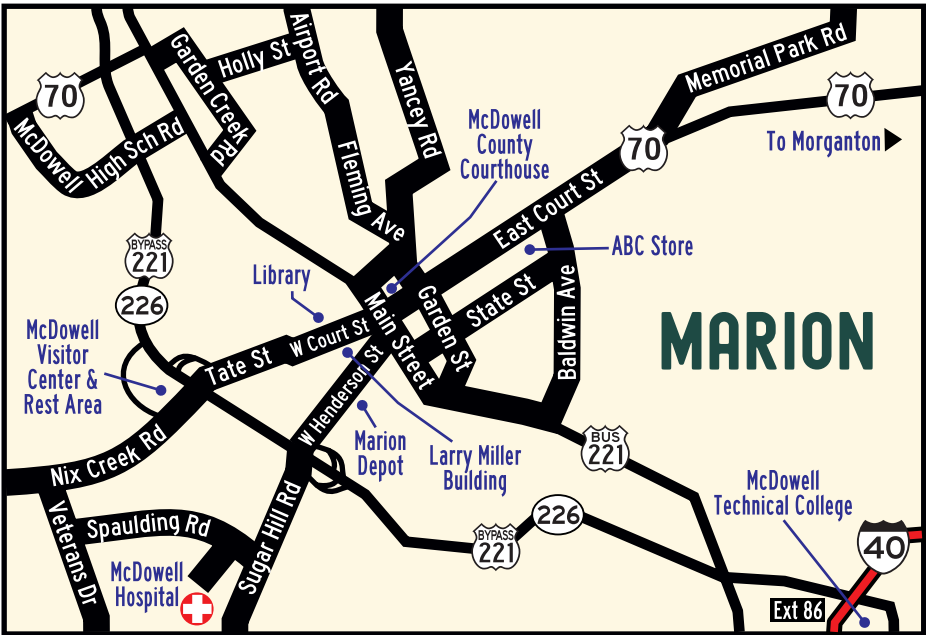 Airport Rd
Garden Creek Rd
Holly St
Yancey Rd
Memorial Park Rd
70
70
McDowell
High Sch Rd
McDowell
County
Courthouse
70
To Morganton
Fleming Ave
East Court St
BYPASS
221
ABC Store
Library
226
Main Street
Garden St
State St
Baldwin Ave
MARION
McDowell
Visitor
Center &
Rest Area
Tate St
W Court St
W Henderson St
Marion
Depot
Larry Miller
Building
Nix Creek Rd
BUS
221
McDowell
Technical College
Veterans Dr
Spaulding Rd
Sugar Hill Rd
226
BYPASS
221
40
McDowell
Hospital
Ext 86